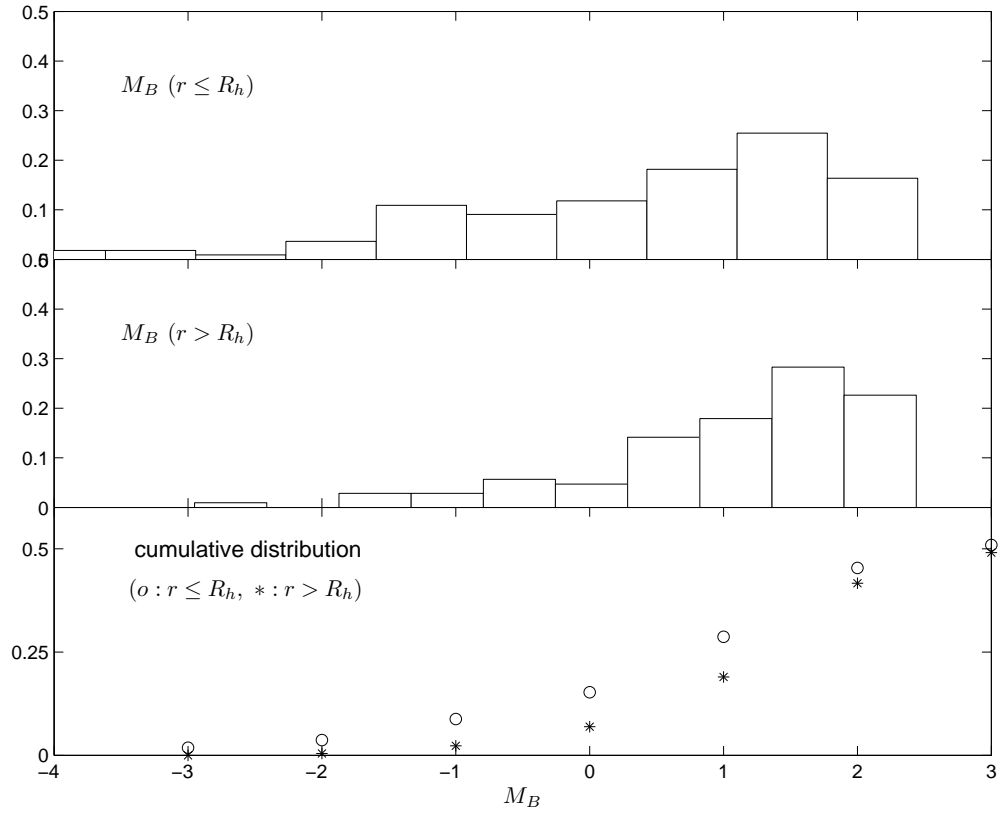 0.5
0.4
M_B (r ≤ R_h)
0.3
0.2
0.1
0
0.5
0.4
M_B (r > R_h)
0.3
0.2
0.1
0
cumulative distribution
0.5
(o : r ≤ R_h, ∗ : r > R_h)
0.25
0
−4 −3 −2 −1 0 1 2 3
M_B